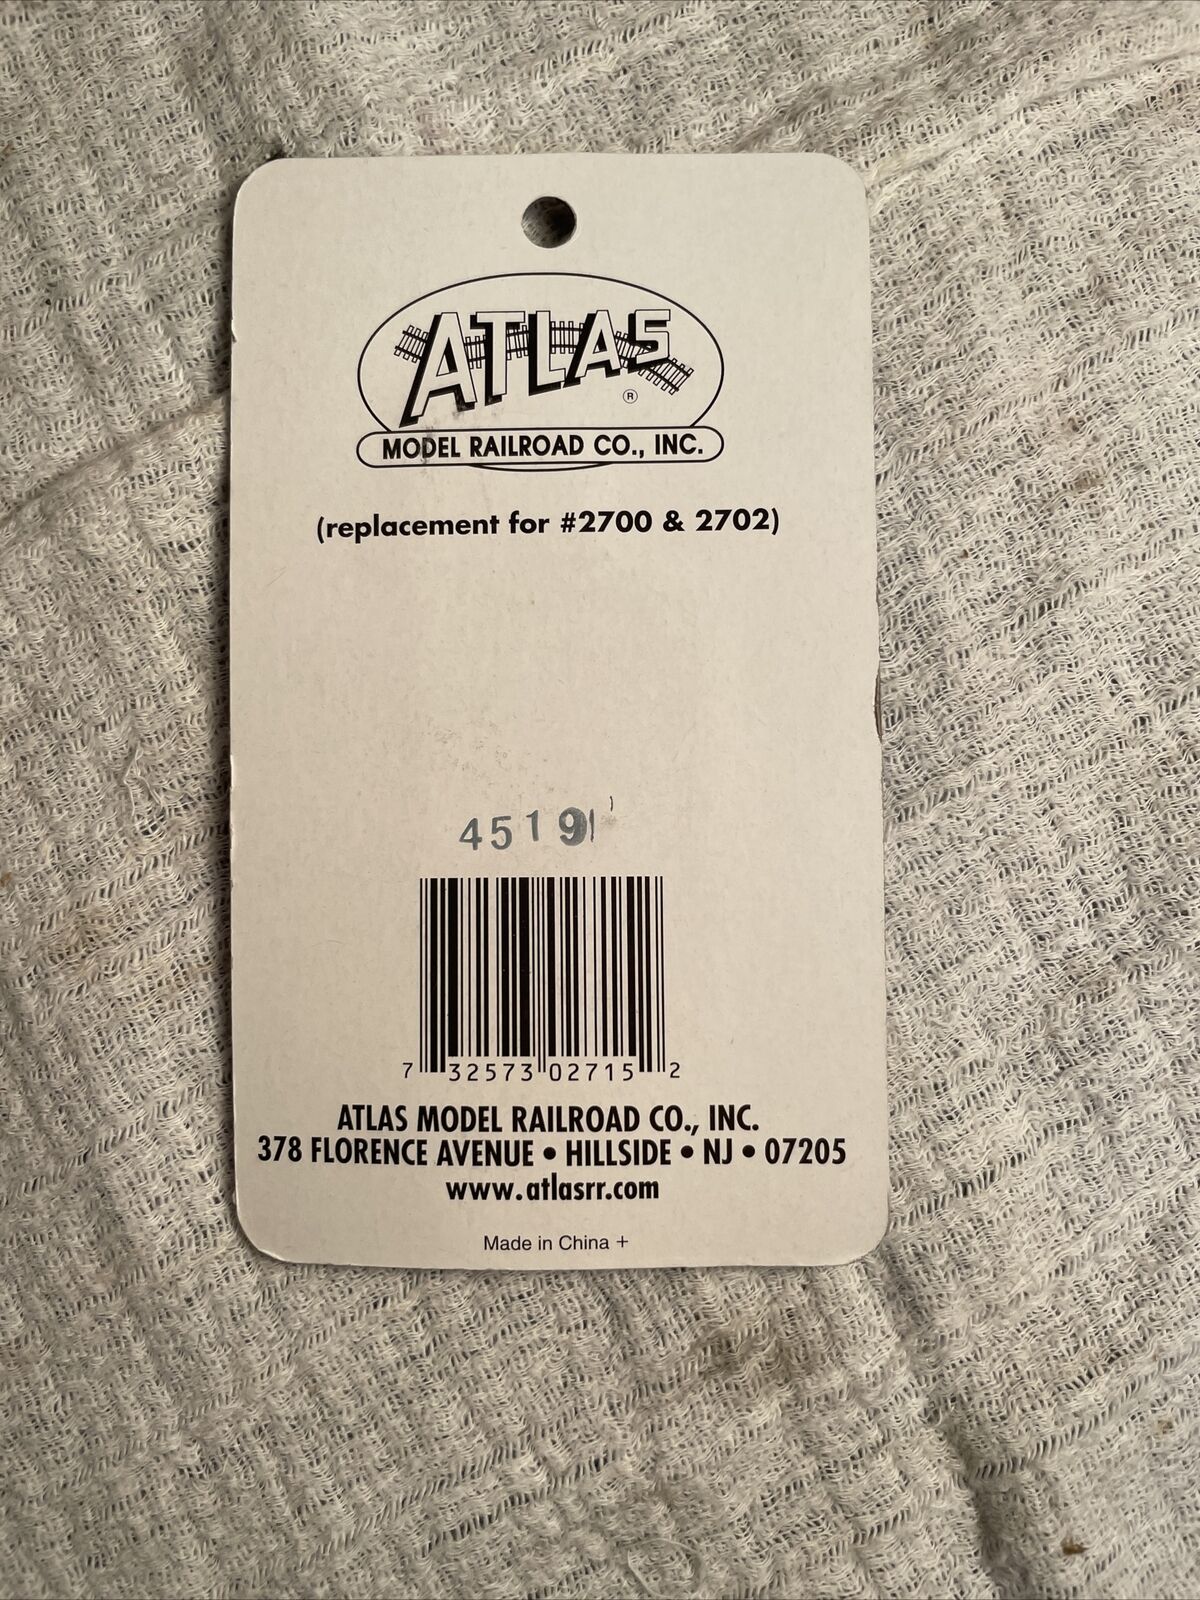 ATLAS
®
MODEL RAILROAD CO., INC.
(replacement for #2700 & 2702)
4519
7 32573 02715 2
ATLAS MODEL RAILROAD CO., INC.
378 FLORENCE AVENUE • HILLSIDE • NJ • 07205
www.atlasrr.com
Made in China +